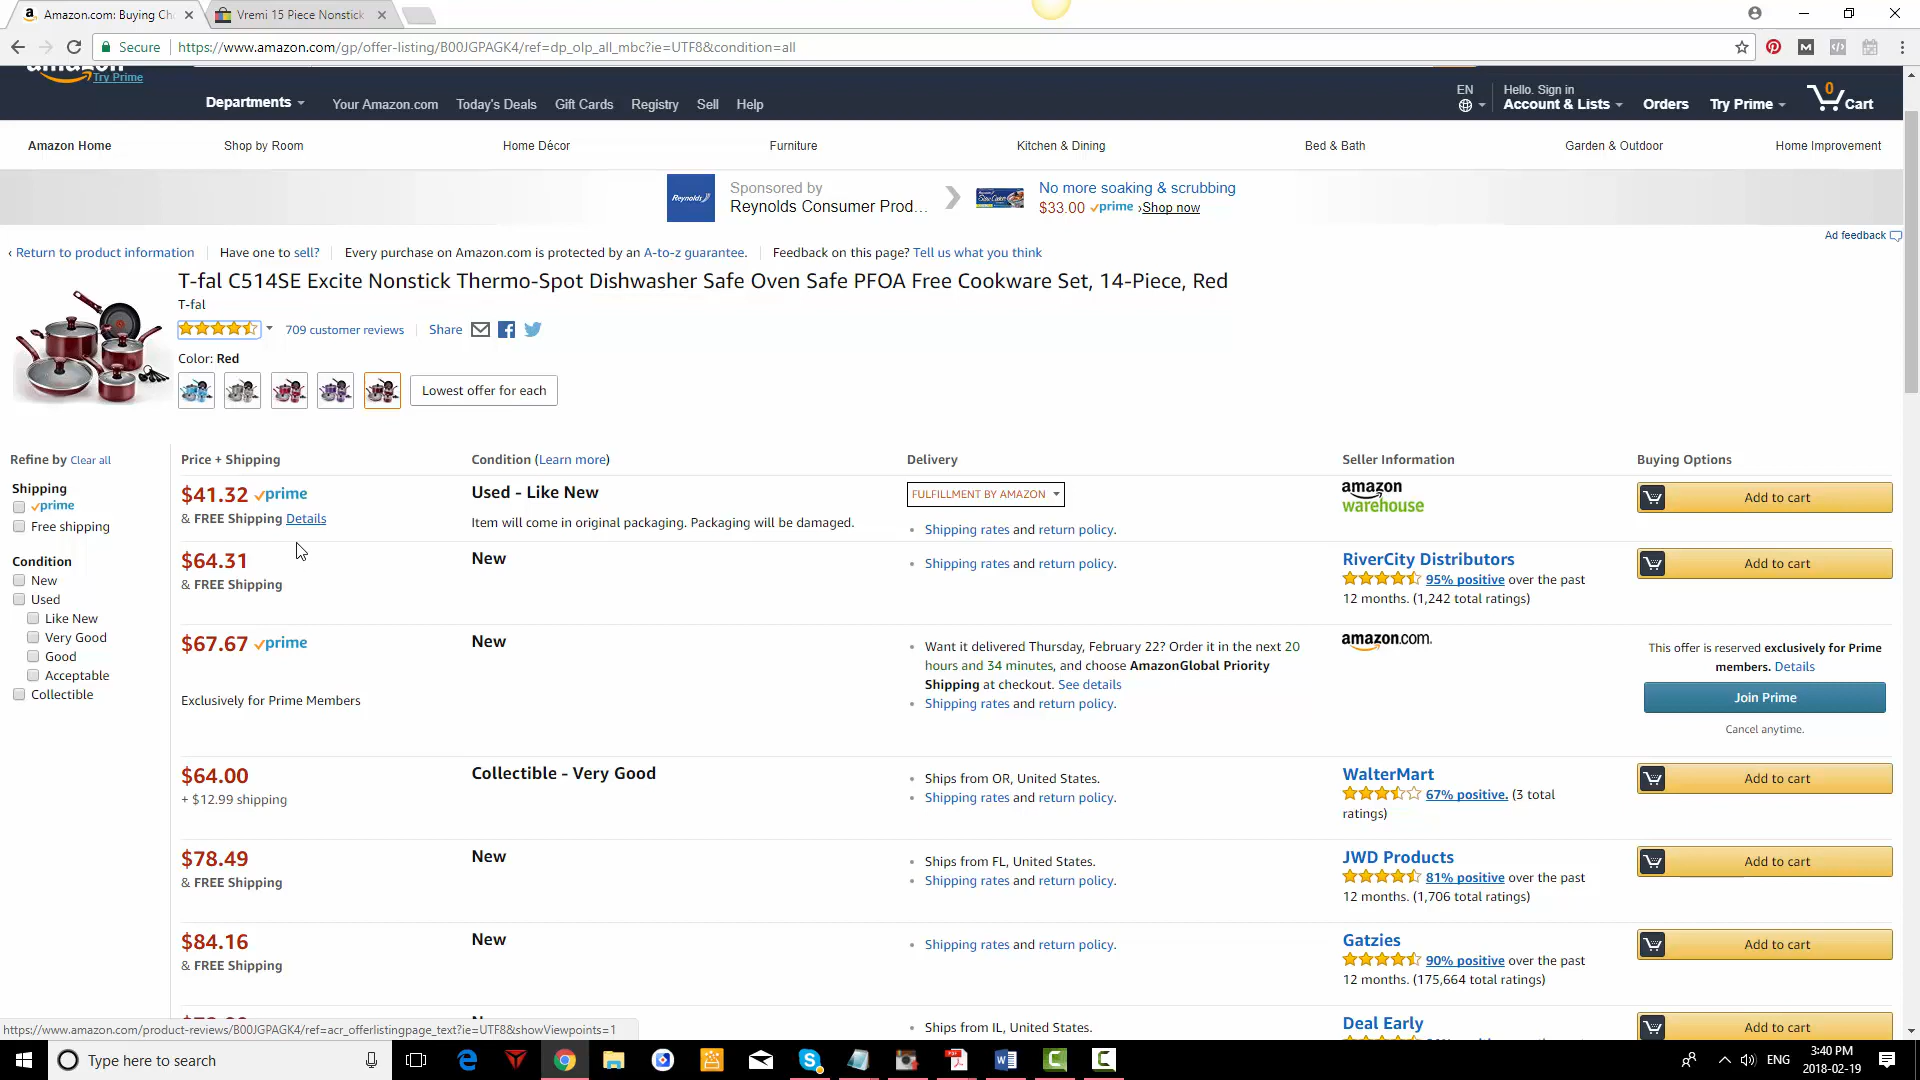 Amazon.com: Buying Ch
Vremi 15 Piece Nonstick
Secure
https://www.amazon.com/gp/offer-listing/B00JGPAGK4/ref=dp_olp_all_mbc?ie=UTF8&condition=all
amazon
Try Prime
Departments
Your Amazon.com
Today's Deals
Gift Cards
Registry
Sell
Help
EN
Hello. Sign in
Account & Lists
Orders
Try Prime
0
Cart
Amazon Home
Shop by Room
Home Décor
Furniture
Kitchen & Dining
Bed & Bath
Garden & Outdoor
Home Improvement
Reynolds
Sponsored by
Reynolds Consumer Prod...
No more soaking & scrubbing
$33.00 prime ›Shop now
Ad feedback
‹ Return to product information
Have one to sell?
Every purchase on Amazon.com is protected by an A-to-z guarantee.
Feedback on this page? Tell us what you think
T-fal C514SE Excite Nonstick Thermo-Spot Dishwasher Safe Oven Safe PFOA Free Cookware Set, 14-Piece, Red
T-fal
709 customer reviews
Share
Color: Red
Lowest offer for each
Refine by Clear all
Shipping
prime
Free shipping
Condition
New
Used
Like New
Very Good
Good
Acceptable
Collectible
Price + Shipping
Condition (Learn more)
Delivery
Seller Information
Buying Options
$41.32 prime
& FREE Shipping Details
Used - Like New
Item will come in original packaging. Packaging will be damaged.
FULFILLMENT BY AMAZON
• Shipping rates and return policy.
amazon
warehouse
Add to cart
$64.31
& FREE Shipping
New
• Shipping rates and return policy.
RiverCity Distributors
95% positive over the past
12 months. (1,242 total ratings)
Add to cart
$67.67 prime
Exclusively for Prime Members
New
• Want it delivered Thursday, February 22? Order it in the next 20
hours and 34 minutes, and choose AmazonGlobal Priority
Shipping at checkout. See details
• Shipping rates and return policy.
amazon.com.
This offer is reserved exclusively for Prime
members. Details
Join Prime
Cancel anytime.
$64.00
+ $12.99 shipping
Collectible - Very Good
• Ships from OR, United States.
• Shipping rates and return policy.
WalterMart
67% positive. (3 total
ratings)
Add to cart
$78.49
& FREE Shipping
New
• Ships from FL, United States.
• Shipping rates and return policy.
JWD Products
81% positive over the past
12 months. (1,706 total ratings)
Add to cart
$84.16
& FREE Shipping
New
• Shipping rates and return policy.
Gatzies
90% positive over the past
12 months. (175,664 total ratings)
Add to cart
• Ships from IL, United States.
Deal Early
Add to cart
https://www.amazon.com/product-reviews/B00JGPAGK4/ref=acr_offerlistingpage_text?ie=UTF8&showViewpoints=1
Type here to search
ENG
3:40 PM
2018-02-19